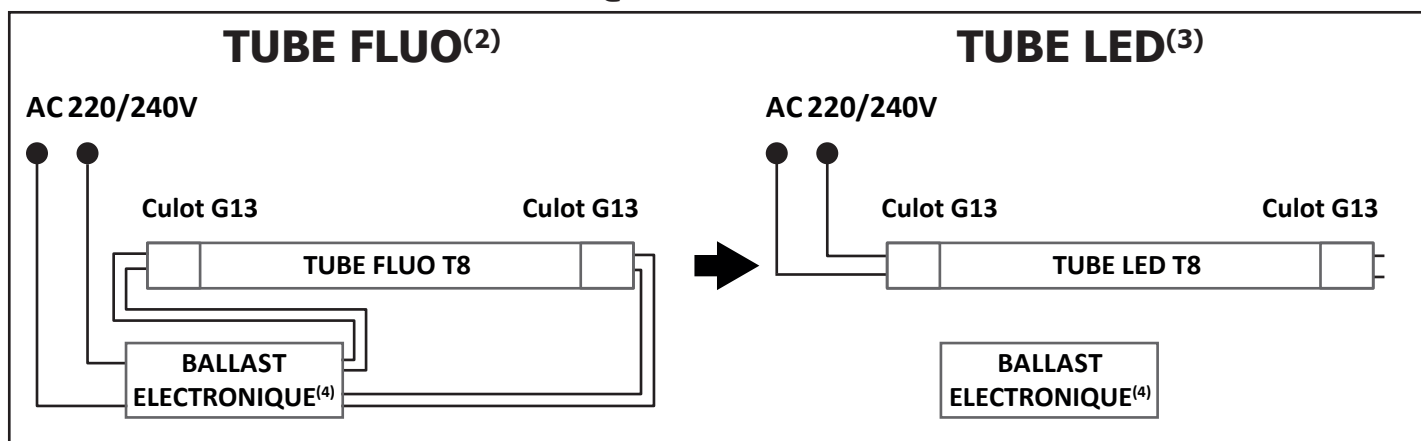 TUBE FLUO(2)
AC 220/240V
Culot G13
Culot G13
TUBE FLUO T8
BALLAST
ELECTRONIQUE(4)
TUBE LED(3)
AC 220/240V
Culot G13
Culot G13
TUBE LED T8
BALLAST
ELECTRONIQUE(4)